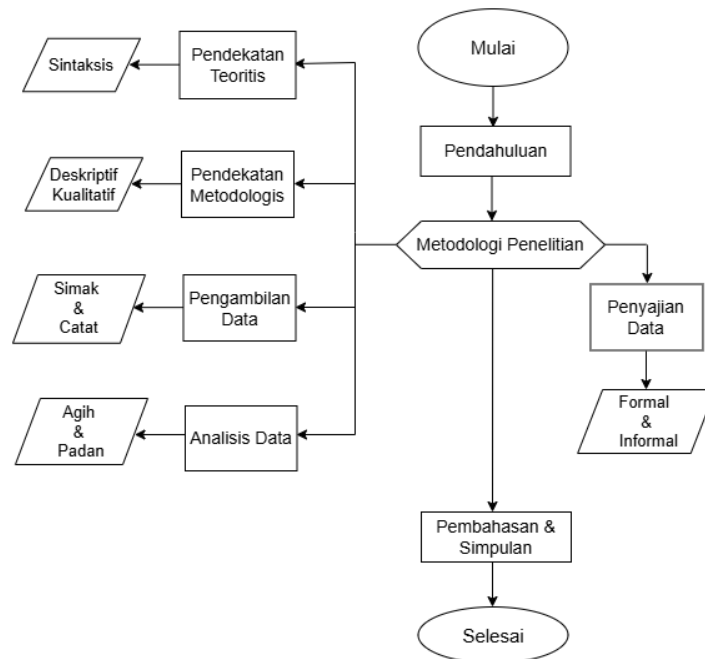 Mulai
Pendahuluan
Metodologi Penelitian
Pendekatan
Teoritis
Sintaksis
Pendekatan
Metodologis
Deskriptif
Kualitatif
Pengambilan
Data
Simak
&
Catat
Analisis Data
Agih
&
Padan
Penyajian
Data
Formal
&
Informal
Pembahasan &
Simpulan
Selesai